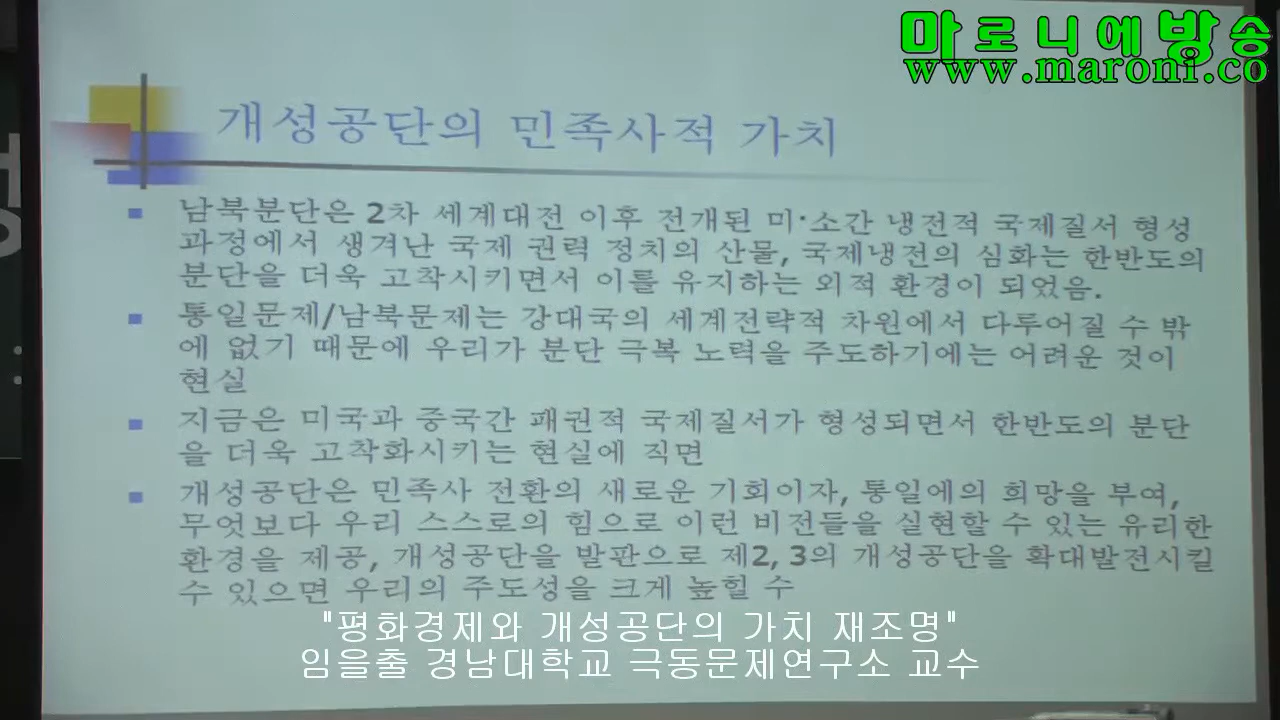 마로니에방송
www.maroni.co
개성공단의 민족사적 가치
남북분단은 2차 세계대전 이후 전개된 미·소간 냉전적 국제질서 형성
과정에서 생겨난 국제 권력 정치의 산물, 국제냉전의 심화는 한반도의
분단을 더욱 고착시키면서 이를 유지하는 외적 환경이 되었음.
통일문제/남북문제는 강대국의 세계전략적 차원에서 다루어질 수 밖
에 없기 때문에 우리가 분단 극복 노력을 주도하기에는 어려운 것이
현실
지금은 미국과 중국간 패권적 국제질서가 형성되면서 한반도의 분단
을 더욱 고착화시키는 현실에 직면
개성공단은 민족사 전환의 새로운 기회이자, 통일에의 희망을 부여,
무엇보다 우리 스스로의 힘으로 이런 비전들을 실현할 수 있는 유리한
환경을 제공, 개성공단을 발판으로 제2, 3의 개성공단을 확대발전시킬
수 있으면 우리의 주도성을 크게 높힐 수
"평화경제와 개성공단의 가치 재조명"
임을출 경남대학교 극동문제연구소 교수